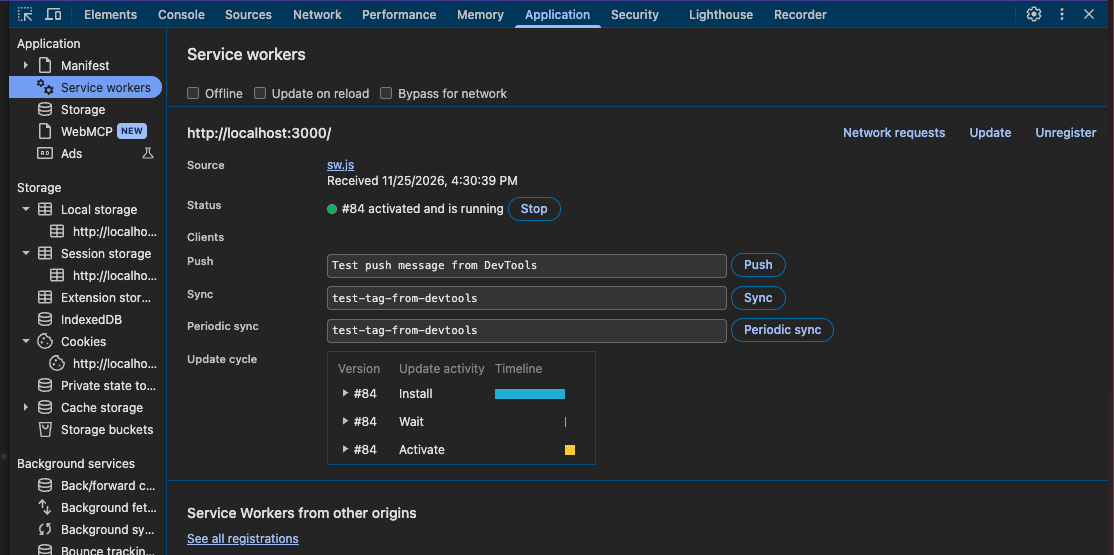 Elements Console Sources Network Performance Memory Application Security Lighthouse Recorder
Application
Manifest
Service workers
Storage
WebMCP NEW
Ads
Storage
Local storage
http://localho...
Session storage
http://localho...
Extension stor...
IndexedDB
Cookies
http://localho...
Private state to...
Cache storage
Storage buckets
Background services
Back/forward c...
Background fet...
Background sy...
Bounce trackin...
Service workers
Offline Update on reload Bypass for network
http://localhost:3000/ Network requests Update Unregister
Source sw.js
Received 11/25/2026, 4:30:39 PM
Status #84 activated and is running Stop
Clients
Push Test push message from DevTools Push
Sync test-tag-from-devtools Sync
Periodic sync test-tag-from-devtools Periodic sync
Update cycle Version Update activity Timeline
#84 Install
#84 Wait
#84 Activate
Service Workers from other origins
See all registrations